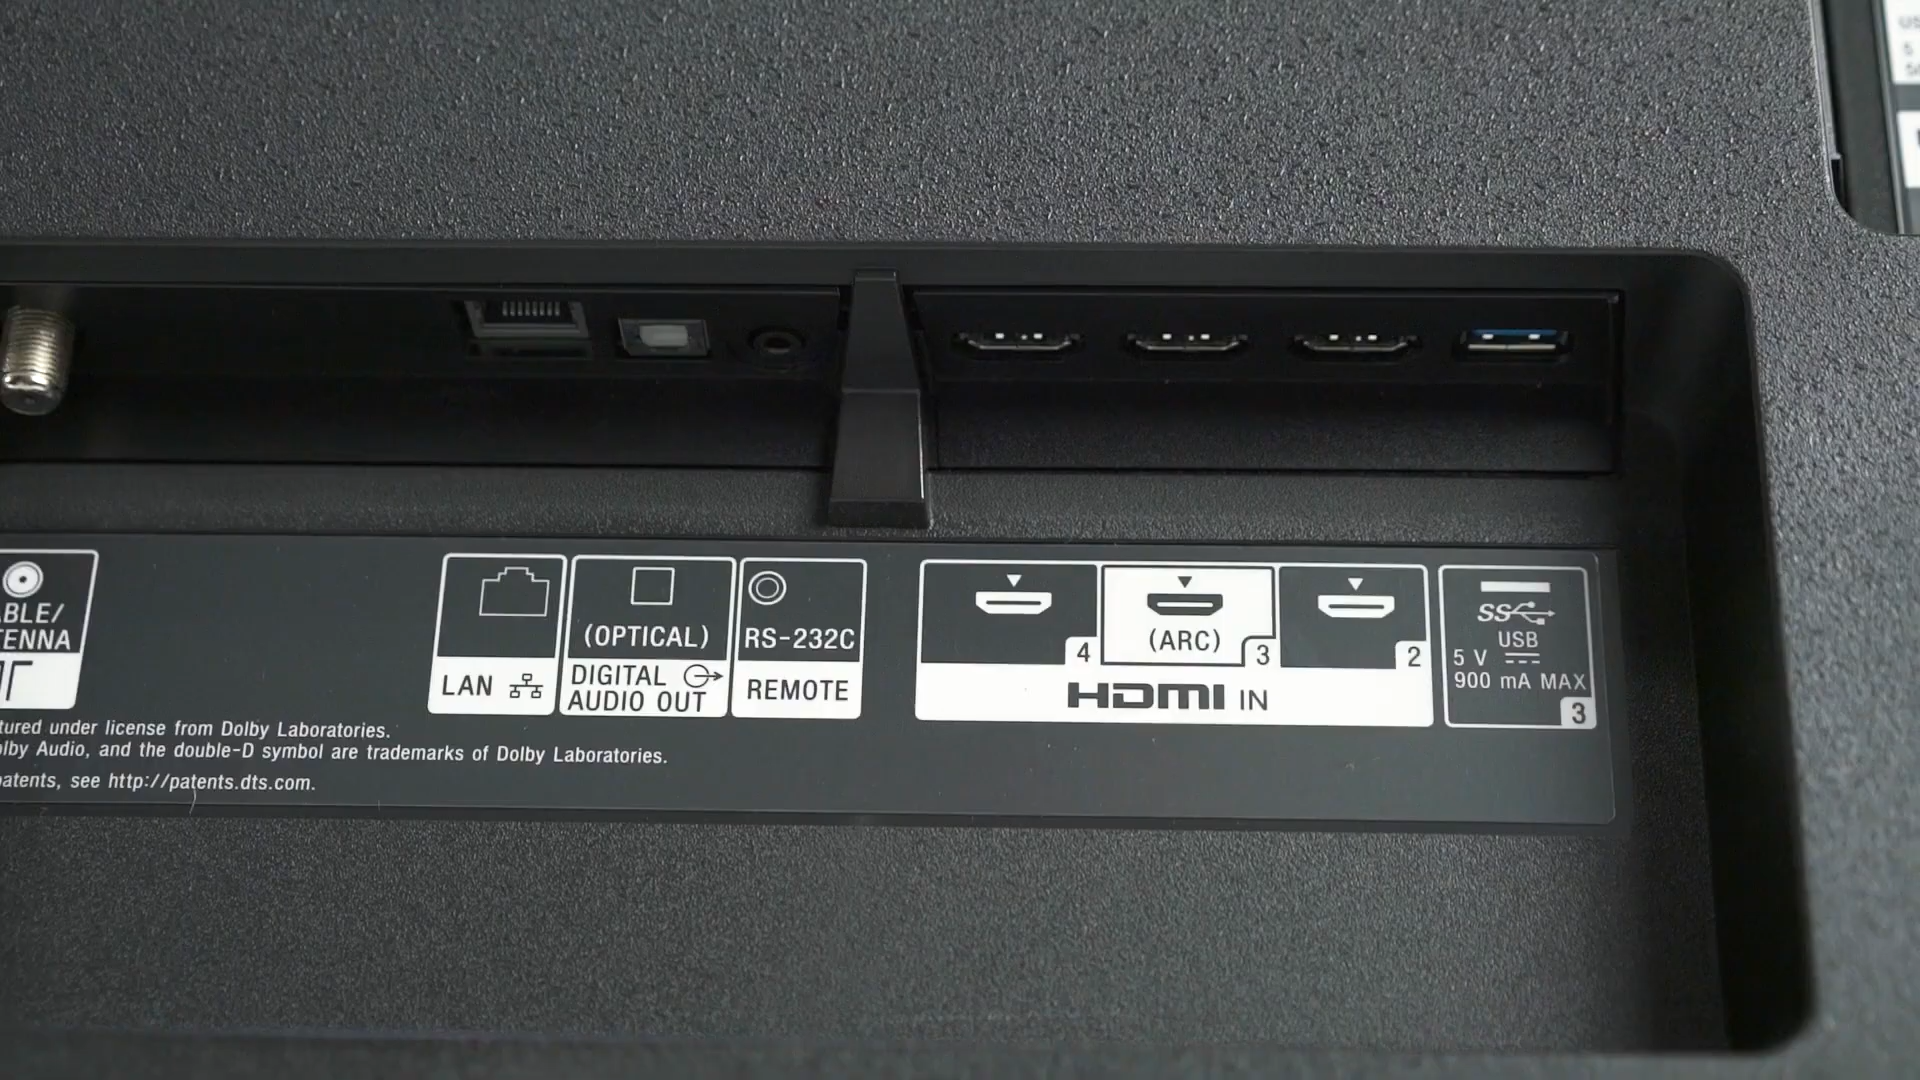 US
5
ABLE/
TENNA
LAN
(OPTICAL)
DIGITAL
AUDIO OUT
RS-232C
REMOTE
4
(ARC)
3
2
HDMI IN
SS
USB
5 V
900 mA MAX
3
tured under license from Dolby Laboratories.
olby Audio, and the double-D symbol are trademarks of Dolby Laboratories.
patents, see http://patents.dts.com.